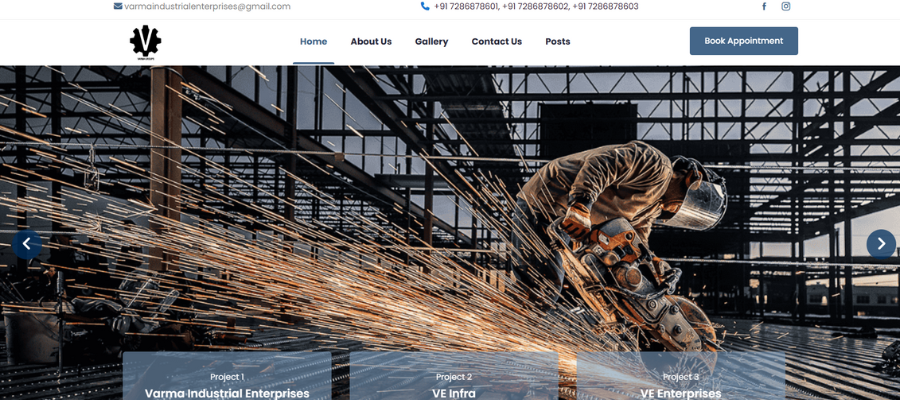 varmaindustrialenterprises@gmail.com
+91 7286878601, +91 7286878602, +91 7286878603
Home About Us Gallery Contact Us Posts
Book Appointment
Project 1
Varma Industrial Enterprises
Project 2
VE Infra
Project 3
VE Enterprises